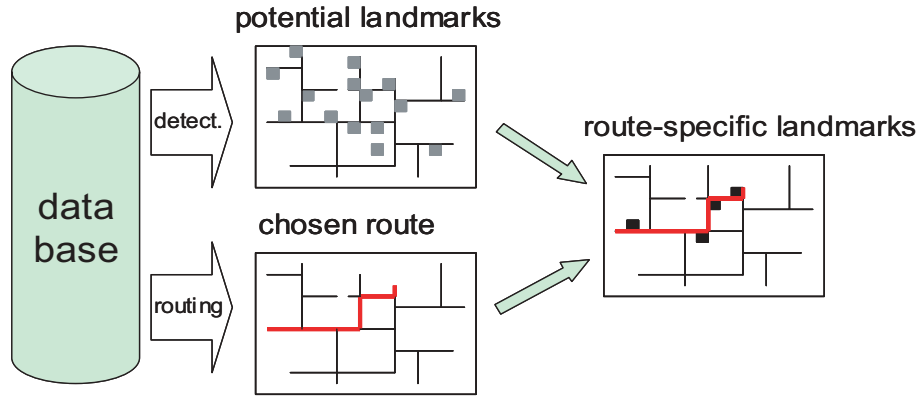 potential landmarks
detect.
route-specific landmarks
data
base
chosen route
routing